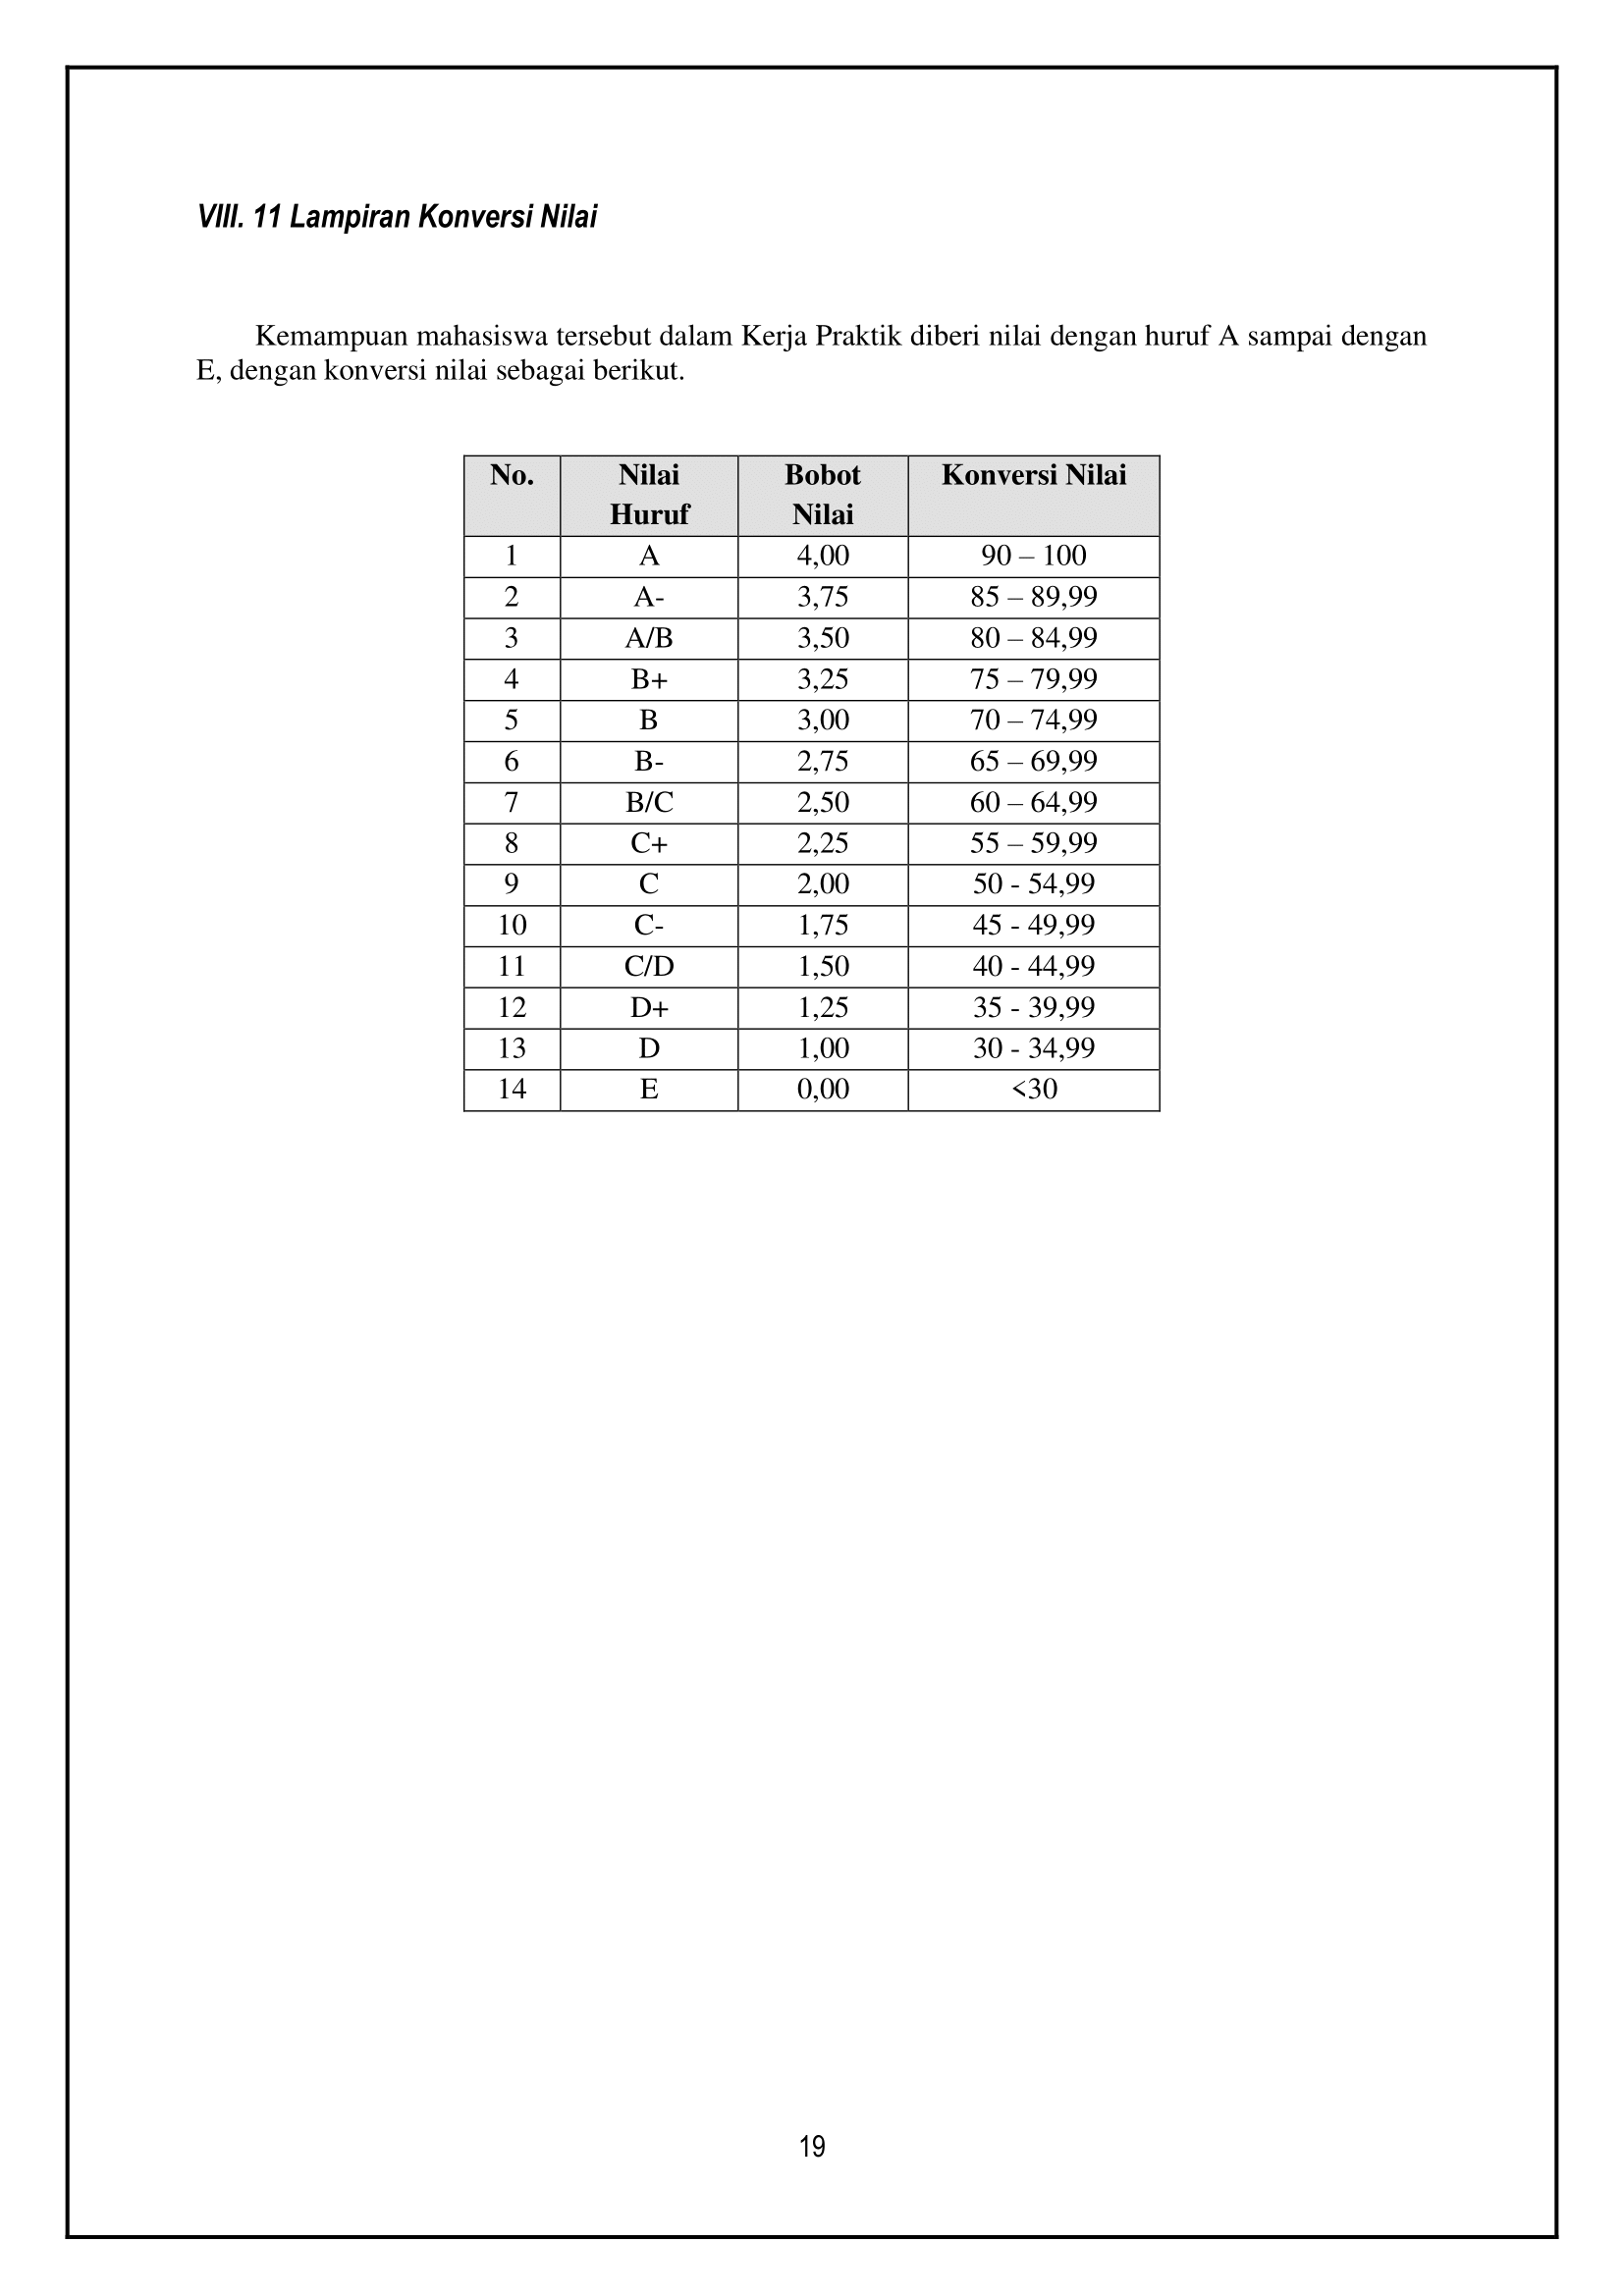 VIII. 11 Lampiran Konversi Nilai
Kemampuan mahasiswa tersebut dalam Kerja Praktik diberi nilai dengan huruf A sampai dengan
E, dengan konversi nilai sebagai berikut.
No. Nilai Huruf Bobot Nilai Konversi Nilai
1 A 4,00 90 – 100
2 A- 3,75 85 – 89,99
3 A/B 3,50 80 – 84,99
4 B+ 3,25 75 – 79,99
5 B 3,00 70 – 74,99
6 B- 2,75 65 – 69,99
7 B/C 2,50 60 – 64,99
8 C+ 2,25 55 – 59,99
9 C 2,00 50 - 54,99
10 C- 1,75 45 - 49,99
11 C/D 1,50 40 - 44,99
12 D+ 1,25 35 - 39,99
13 D 1,00 30 - 34,99
14 E 0,00 <30
19